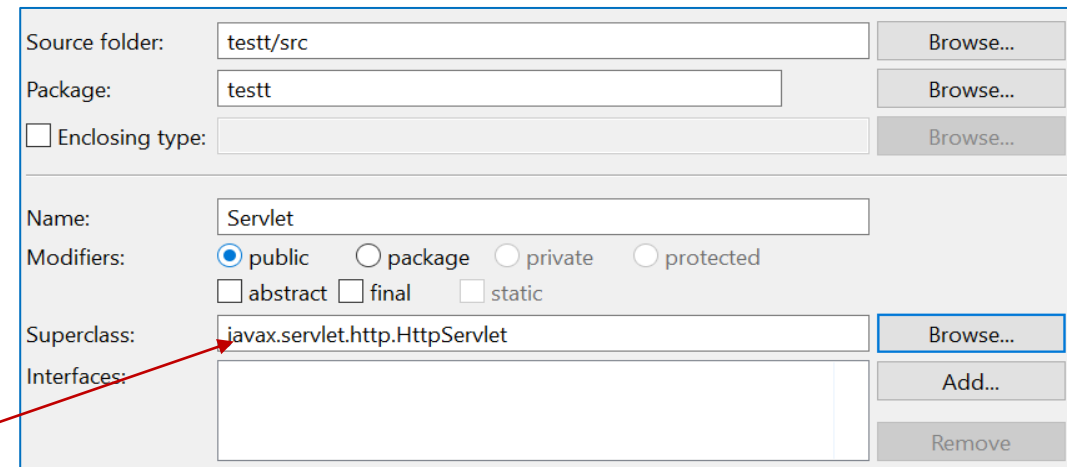 Source folder: testt/src Browse...
Package: testt Browse...
Enclosing type: Browse...
Name: Servlet
Modifiers: public package private protected
abstract final static
Superclass: javax.servlet.http.HttpServlet Browse...
Interfaces: Add...
Remove